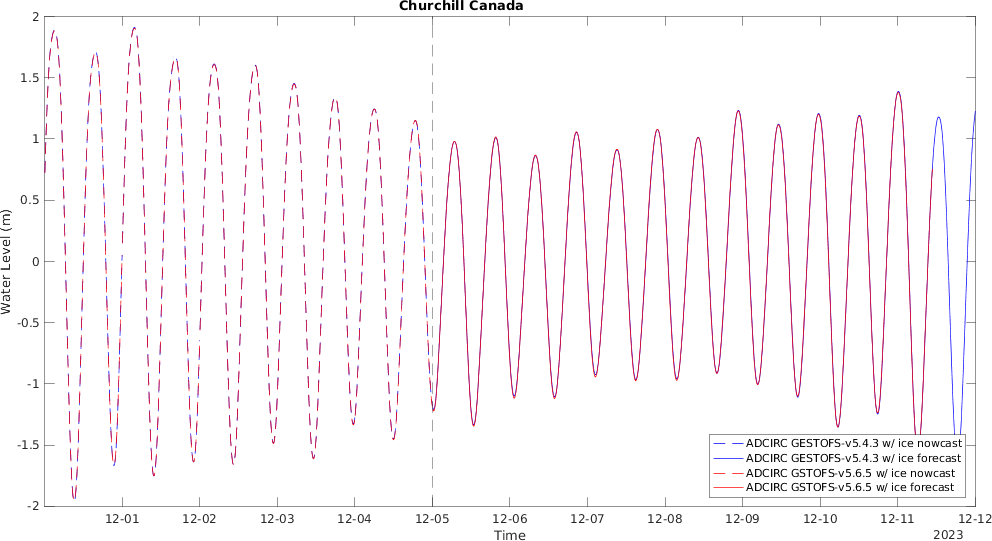 Churchill Canada
2
1.5
1
0.5
0
-0.5
-1
-1.5
-2
Water Level (m)
12-01 12-02 12-03 12-04 12-05 12-06 12-07 12-08 12-09 12-10 12-11 12-12
Time
2023
ADCIRC GESTOFS-v5.4.3 w/ ice nowcast
ADCIRC GESTOFS-v5.4.3 w/ ice forecast
ADCIRC GSTOFS-v5.6.5 w/ ice nowcast
ADCIRC GSTOFS-v5.6.5 w/ ice forecast